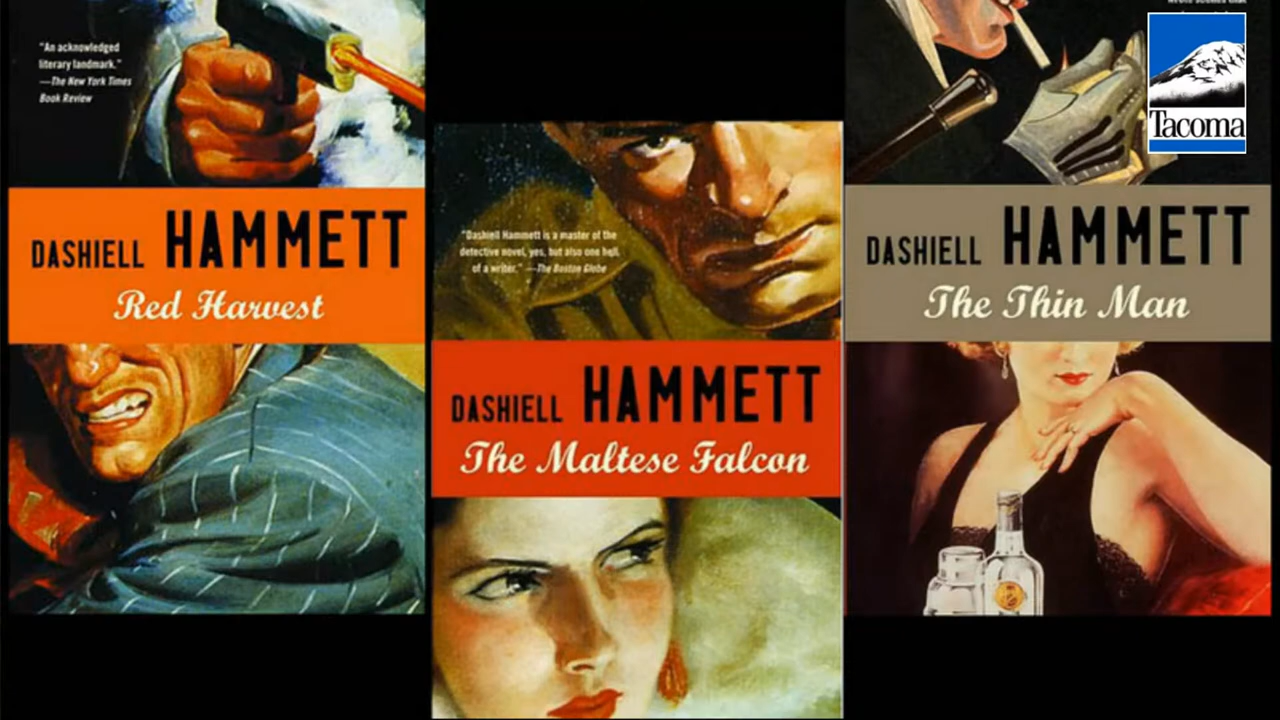 "An acknowledged
literary landmark."
—The New York Times
Book Review
DASHIELL HAMMETT
Red Harvest
"Dashiell Hammett is a master of the
detective novel, yes, but also one hell
of a writer." —The Boston Globe
DASHIELL HAMMETT
The Maltese Falcon
DASHIELL HAMMETT
The Thin Man
Tacoma